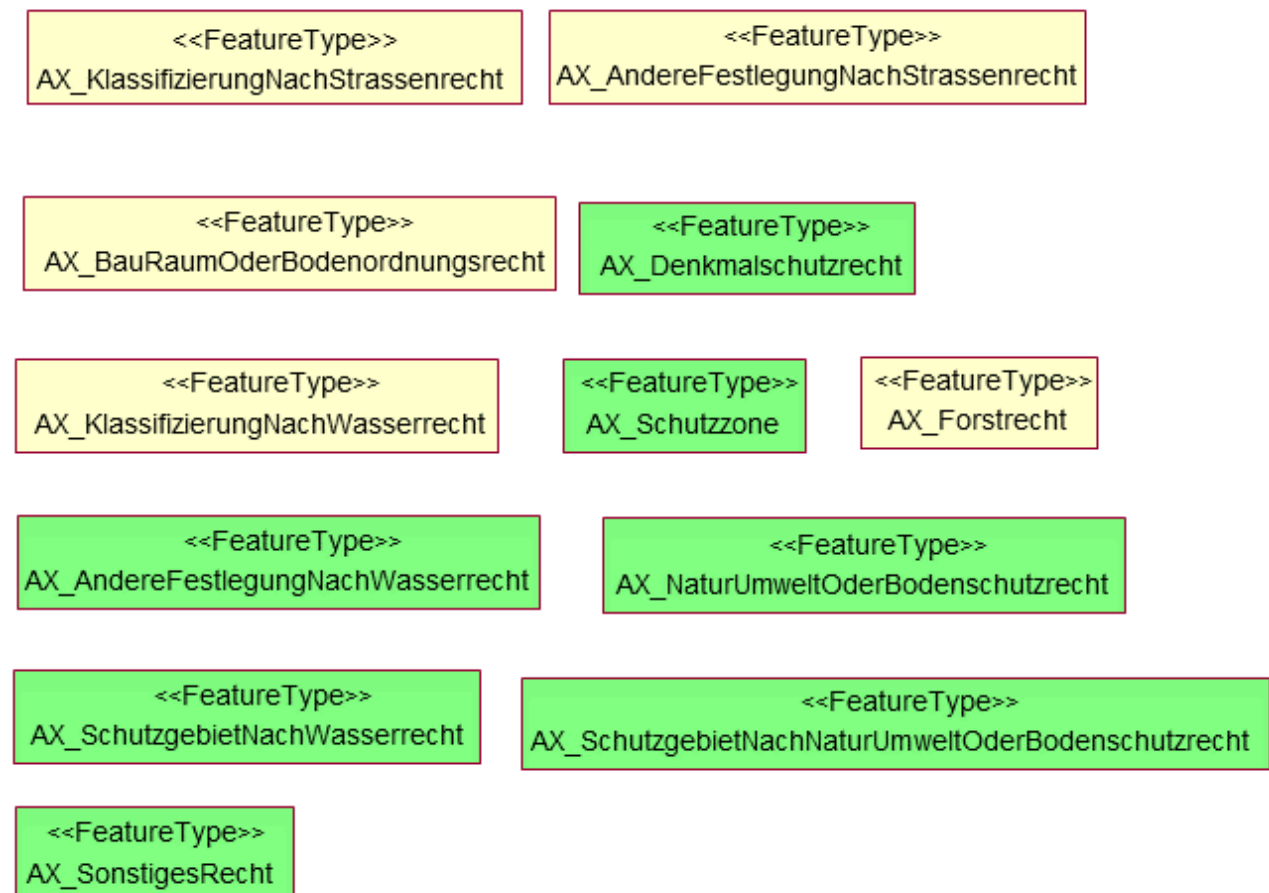 <<FeatureType>>
AX_KlassifizierungNachStrassenrecht
<<FeatureType>>
AX_AndereFestlegungNachStrassenrecht
<<FeatureType>>
AX_BauRaumOderBodenordnungsrecht
<<FeatureType>>
AX_Denkmalschutzrecht
<<FeatureType>>
AX_KlassifizierungNachWasserrecht
<<FeatureType>>
AX_Schutzzone
<<FeatureType>>
AX_Forstrecht
<<FeatureType>>
AX_AndereFestlegungNachWasserrecht
<<FeatureType>>
AX_NaturUmweltOderBodenschutzrecht
<<FeatureType>>
AX_SchutzgebietNachWasserrecht
<<FeatureType>>
AX_SchutzgebietNachNaturUmweltOderBodenschutzrecht
<<FeatureType>>
AX_SonstigesRecht